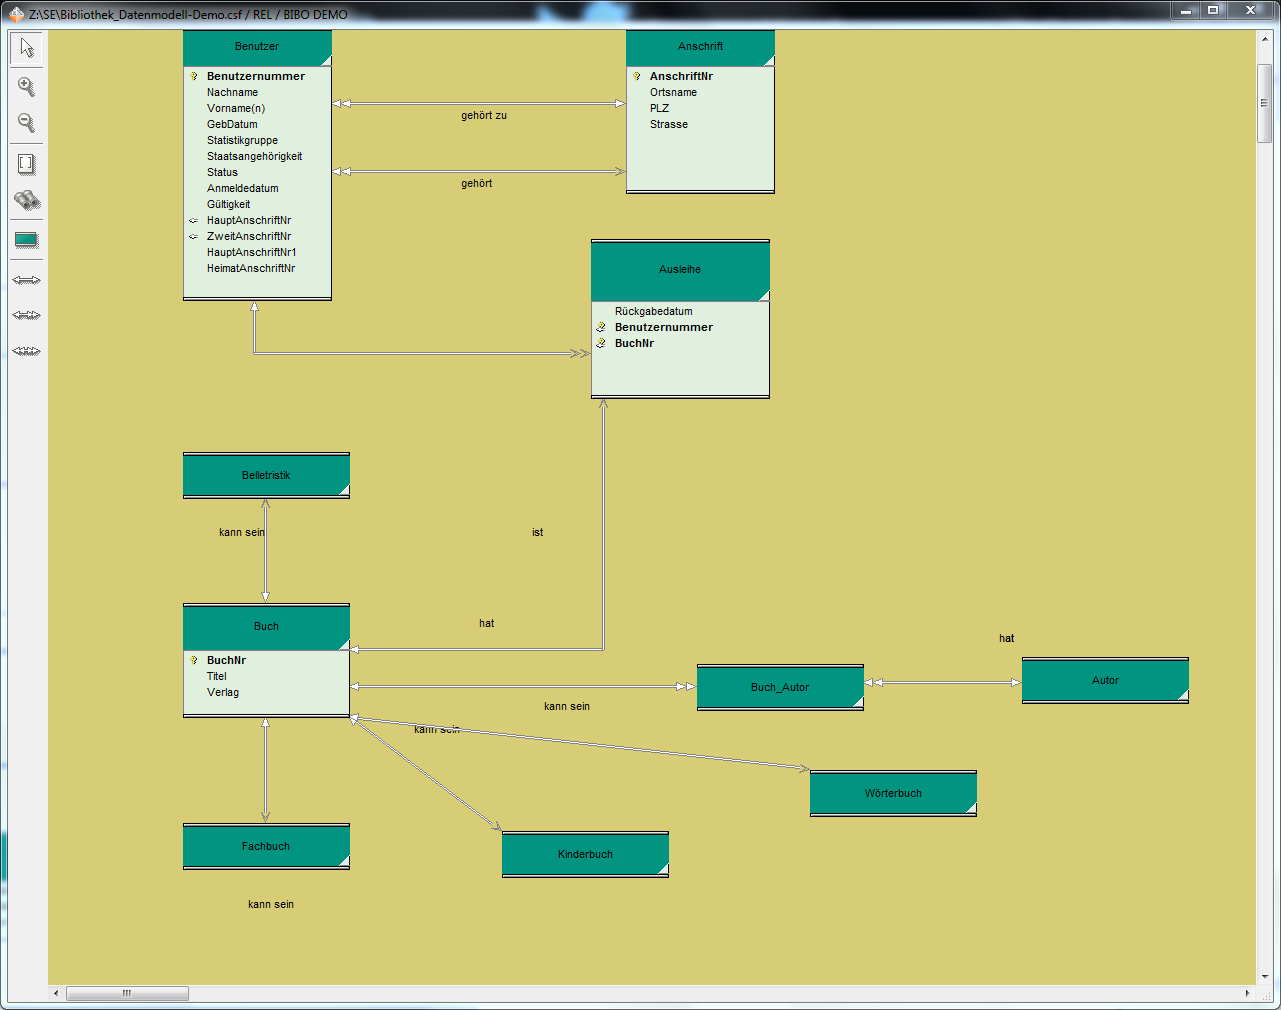 Z:\SE\Bibliothek_Datenmodell-Demo.csf / REL / BIBO DEMO
Benutzer
Benutzernummer
Nachname
Vorname(n)
GebDatum
Statistikgruppe
Staatsangehörigkeit
Status
Anmeldedatum
Gültigkeit
HauptAnschriftNr
ZweitAnschriftNr
HauptAnschriftNr1
HeimatAnschriftNr
gehört zu
gehört
Anschrift
AnschriftNr
Ortsname
PLZ
Strasse
Ausleihe
Rückgabedatum
Benutzernummer
BuchNr
Belletristik
kann sein
ist
Buch
BuchNr
Titel
Verlag
hat
hat
Buch_Autor
Autor
kann sein
kann sein
Wörterbuch
Fachbuch
Kinderbuch
kann sein